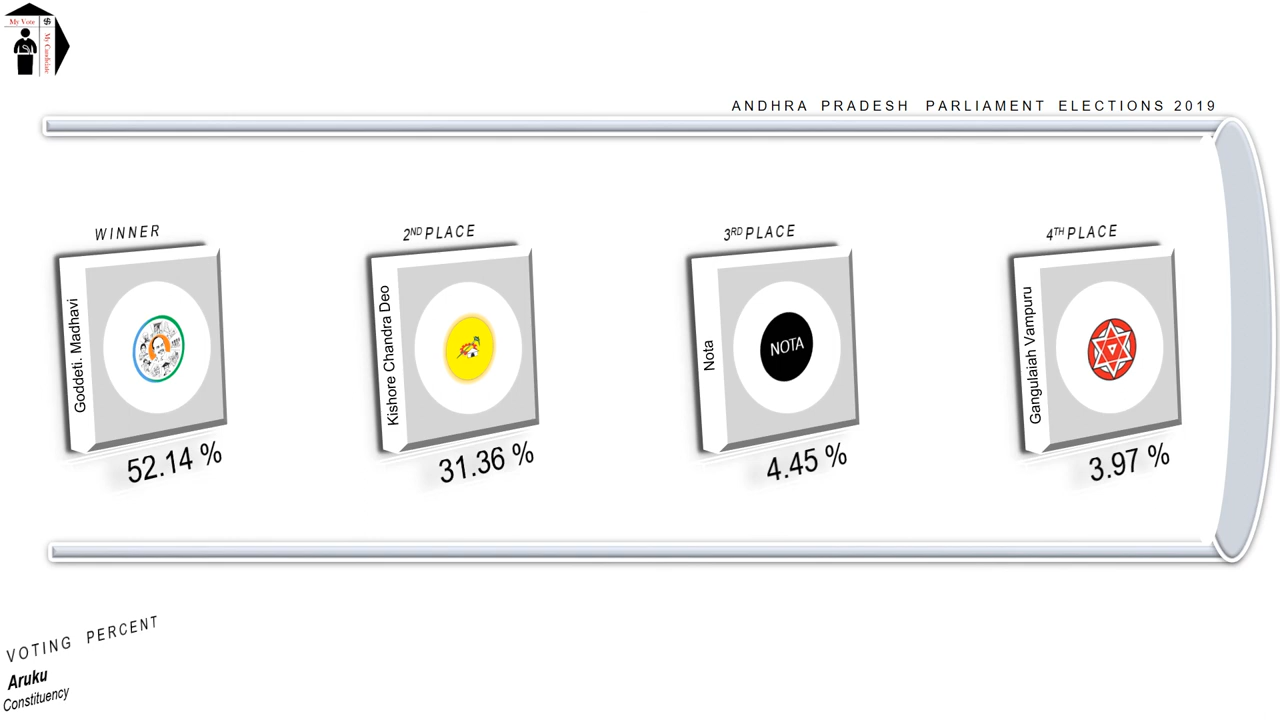 My Vote
My Candidate
ANDHRA PRADESH PARLIAMENT ELECTIONS 2019
WINNER
2ND PLACE
3RD PLACE
4TH PLACE
Goddeti. Madhavi
Kishore Chandra Deo
Nota
NOTA
Gangulaiah Vampuru
52.14 %
31.36 %
4.45 %
3.97 %
VOTING PERCENT
Aruku
Constituency